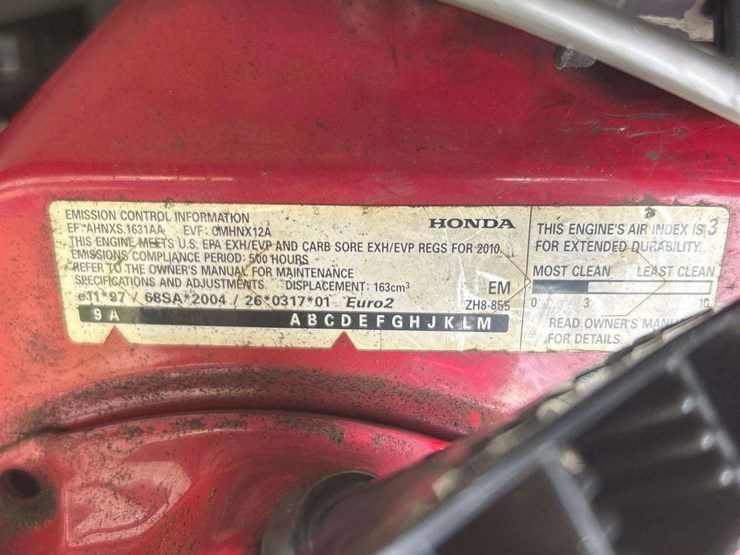 EMISSION CONTROL INFORMATION
HONDA
EF: AHNXS.1631AA EVF: CMHNX12A
THIS ENGINE MEETS U.S. EPA EXH/EVP AND CARB SORE EXH/EVP REGS FOR 2010.
EMISSIONS COMPLIANCE PERIOD: 500 HOURS
REFER TO THE OWNER'S MANUAL FOR MAINTENANCE
SPECIFICATIONS AND ADJUSTMENTS. DISPLACEMENT: 163cm³
EM
e11*97 / 68SA*2004 / 26*0317*01 Euro2
ZH8-855
9 A
A B C D E F G H J K L M
THIS ENGINE'S AIR INDEX IS 3
FOR EXTENDED DURABILITY.
MOST CLEAN LEAST CLEAN
0 3 10
READ OWNER'S
FOR DETAILS.